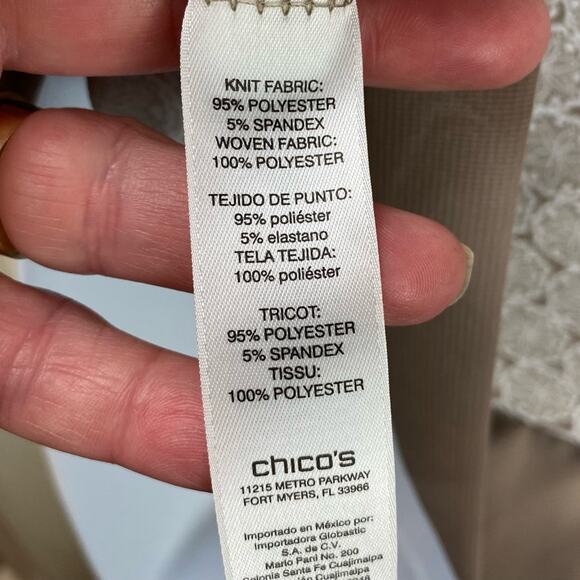 KNIT FABRIC:
95% POLYESTER
5% SPANDEX
WOVEN FABRIC:
100% POLYESTER
TEJIDO DE PUNTO:
95% poliéster
5% elastano
TELA TEJIDA:
100% poliéster
TRICOT:
95% POLYESTER
5% SPANDEX
TISSU:
100% POLYESTER
chico's
11215 METRO PARKWAY
FORT MYERS, FL 33966
Importado en México por:
Importadora Globastic
S.A. de C.V.
Mario Pani No. 200
Colonia Santa Fe Cuajimalpa
Cuajimalpa